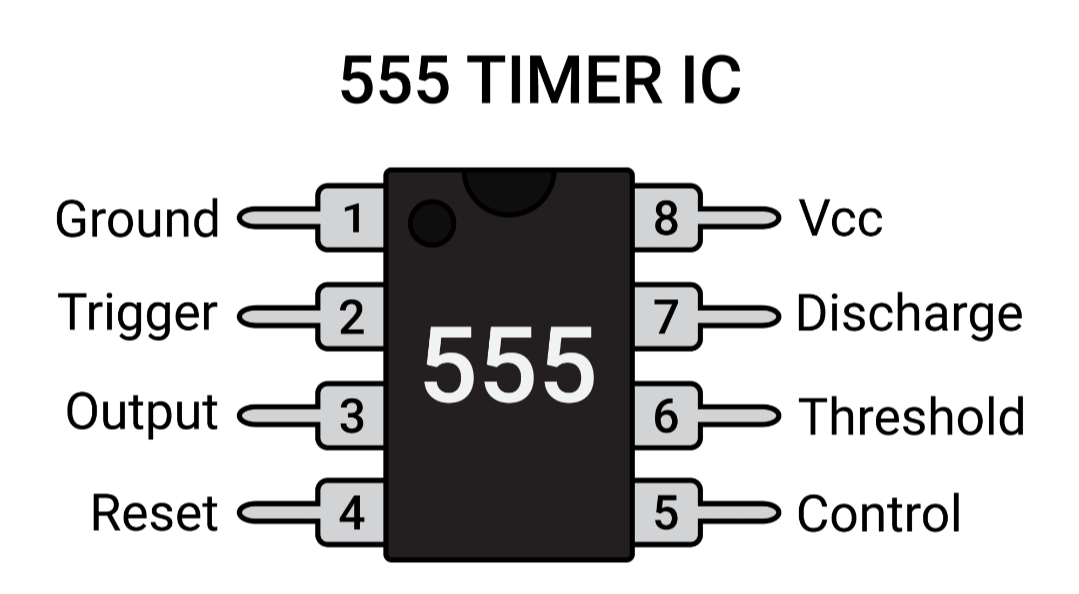 555 TIMER IC
Ground 1 8 Vcc
Trigger 2 7 Discharge
555
Output 3 6 Threshold
Reset 4 5 Control